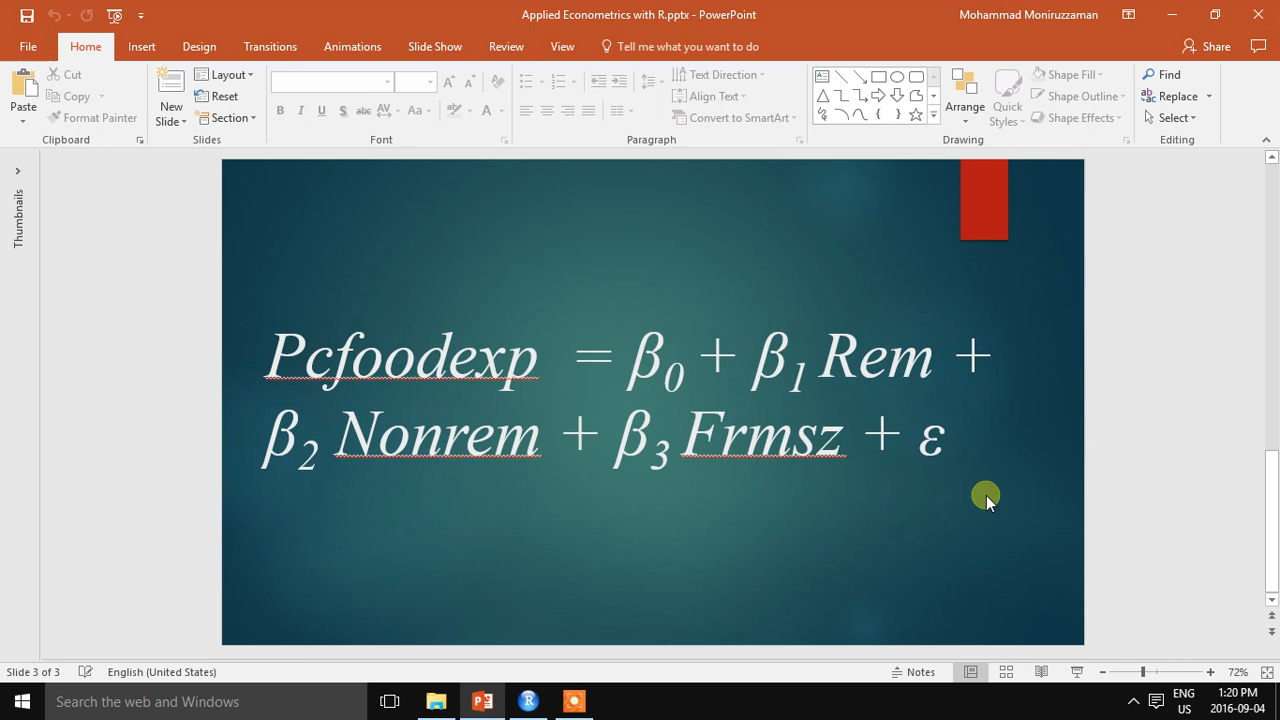 Applied Econometrics with R.pptx - PowerPoint
Mohammad Moniruzzaman
File Home Insert Design Transitions Animations Slide Show Review View Tell me what you want to do Share
Paste
Cut
Copy
Format Painter
Clipboard
New
Slide
Layout
Reset
Section
Slides
B I U S abc AV Aa A
Font
Text Direction
Align Text
Convert to SmartArt
Paragraph
Arrange
Quick
Styles
Shape Fill
Shape Outline
Shape Effects
Drawing
Find
Replace
Select
Editing
Thumbnails
Pcfoodexp = β0 + β1 Rem +
β2 Nonrem + β3 Frmsz + ε
Slide 3 of 3 English (United States) Notes 72%
Search the web and Windows
ENG
US
1:20 PM
2016-09-04